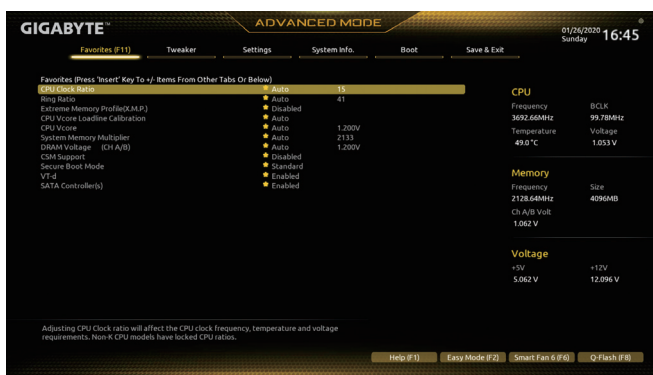 GIGABYTE™
ADVANCED MODE
01/26/2020
Sunday
16:45
Favorites (F11) Tweaker Settings System Info. Boot Save & Exit
Favorites (Press 'Insert' Key To +/- Items From Other Tabs Or Below)
CPU Clock Ratio Auto 15
Ring Ratio Auto 41
Extreme Memory Profile(X.M.P.) Disabled
CPU Vcore Loadline Calibration Auto
CPU Vcore Auto 1.200V
System Memory Multiplier Auto 2133
DRAM Voltage (CH A/B) Auto 1.200V
CSM Support Disabled
Secure Boot Mode Standard
VT-d Enabled
SATA Controller(s) Enabled
CPU
Frequency BCLK
3692.66MHz 99.78MHz
Temperature Voltage
49.0 °C 1.053 V
Memory
Frequency Size
2128.64MHz 4096MB
Ch A/B Volt
1.062 V
Voltage
+5V +12V
5.062 V 12.096 V
Adjusting CPU Clock ratio will affect the CPU clock frequency, temperature and voltage
requirements. Non-K CPU models have locked CPU ratios.
Help (F1) Easy Mode (F2) Smart Fan 6 (F6) Q-Flash (F8)